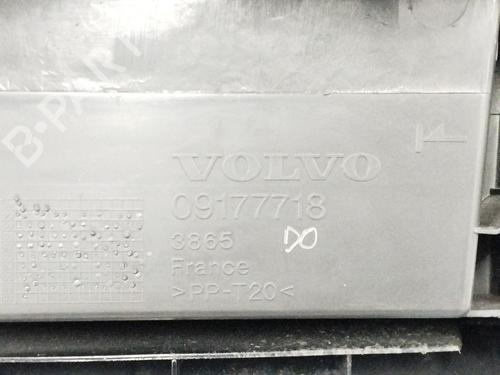 B-PARTS
VOLVO
09177718
3865
DO
France
>PP-T20<